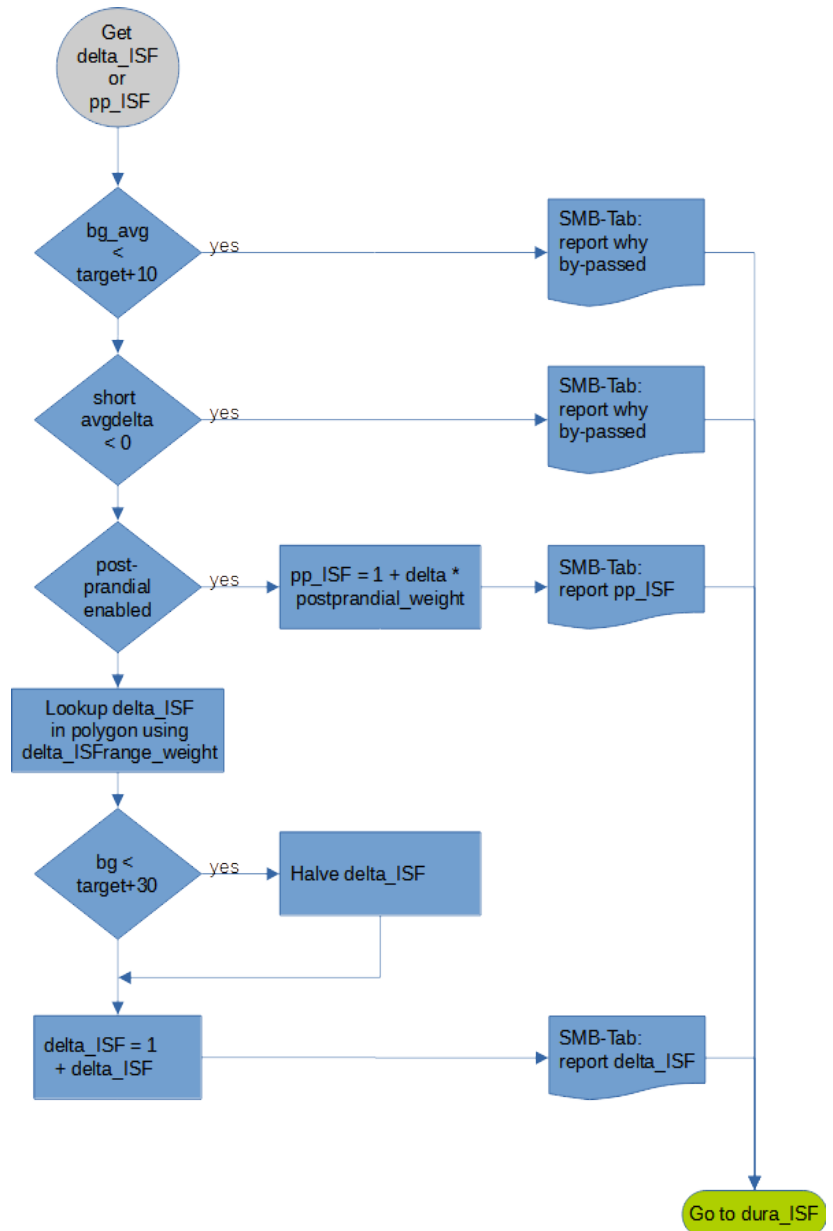 Get
delta_ISF
or
pp_ISF
bg_avg
<
target+10
yes
SMB-Tab:
report why
by-passed
short
avgdelta
< 0
yes
SMB-Tab:
report why
by-passed
post-
prandial
enabled
yes
pp_ISF = 1 + delta *
postprandial_weight
SMB-Tab:
report pp_ISF
Lookup delta_ISF
in polygon using
delta_ISFrange_weight
bg <
target+30
yes
Halve delta_ISF
delta_ISF = 1
+ delta_ISF
SMB-Tab:
report delta_ISF
Go to dura_ISF